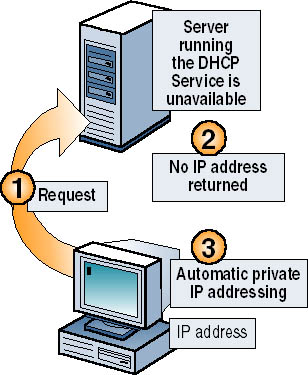 Server
running
the DHCP
Service is
unavailable
2
No IP address
returned
1
Request
3
Automatic private
IP addressing
IP address